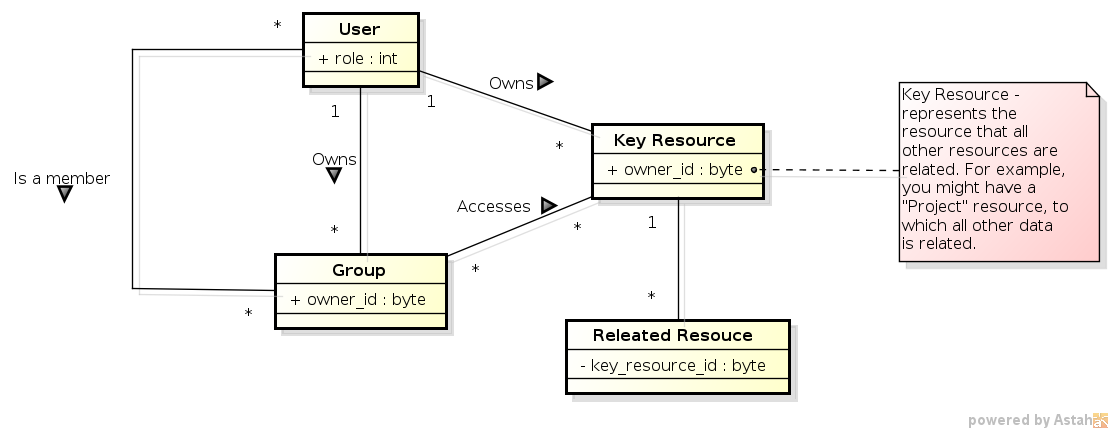 *
User
+ role : int
1
1
Owns
*
Key Resource
+ owner_id : byte
Key Resource -
represents the
resource that all
other resources are
related. For example,
you might have a
"Project" resource, to
which all other data
is related.
Owns
Is a member
Accesses
*
*
*
1
Group
+ owner_id : byte
*
*
Releated Resouce
- key_resource_id : byte
powered by Astah